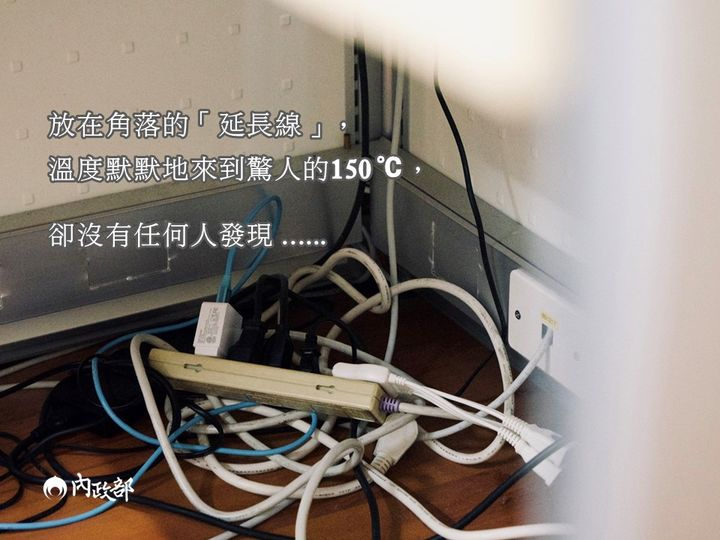 放在角落的「延長線」，
溫度默默地來到驚人的150℃，
卻沒有任何人發現......
內政部